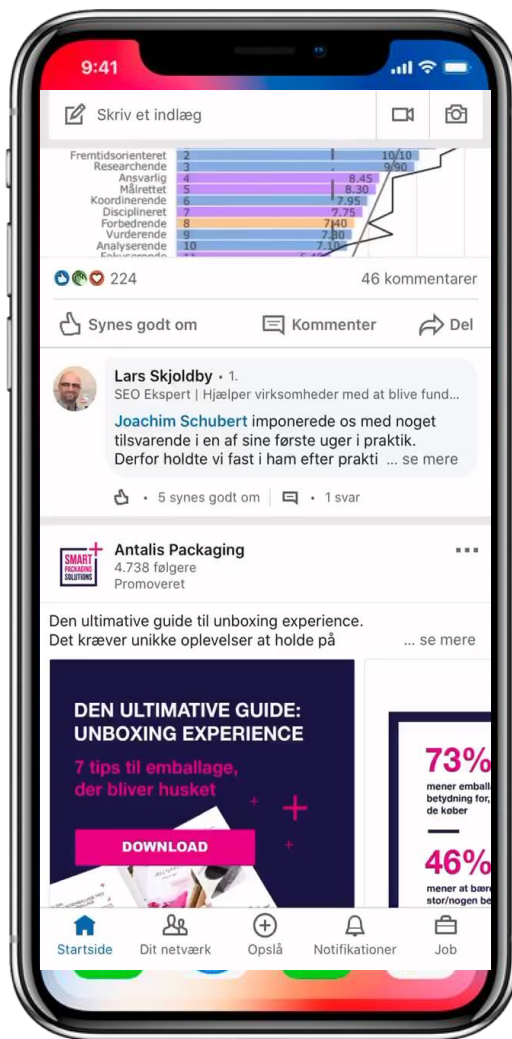 9:41
Skriv et indlæg
Fremtidsorienteret 2 10/10
Researchende 3 9/90
Ansvarlig 4 8.45
Målrettet 5 8.30
Koordinerende 6 7.95
Disciplineret 7 7.75
Forbedrende 8 7.40
Vurderende 9
Analyserende 10 7.10
Fokuserende 11
224
46 kommentarer
Synes godt om
Kommenter
Del
Lars Skjoldby • 1.
SEO Ekspert | Hjælper virksomheder med at blive fund...
Joachim Schubert imponerede os med noget
tilsvarende i en af sine første uger i praktik.
Derfor holdte vi fast i ham efter prakti ... se mere
• 5 synes godt om
• 1 svar
SMART
PACKAGING
SOLUTIONS
Antalis Packaging
4.738 følgere
Promoveret
Den ultimative guide til unboxing experience.
Det kræver unikke oplevelser at holde på ... se mere
DEN ULTIMATIVE GUIDE:
UNBOXING EXPERIENCE
7 tips til emballage,
der bliver husket
DOWNLOAD
73%
mener emball
betydning for,
de køber
46%
mener at bære
stor/nogen be
Startside
Dit netværk
Opslå
Notifikationer
Job